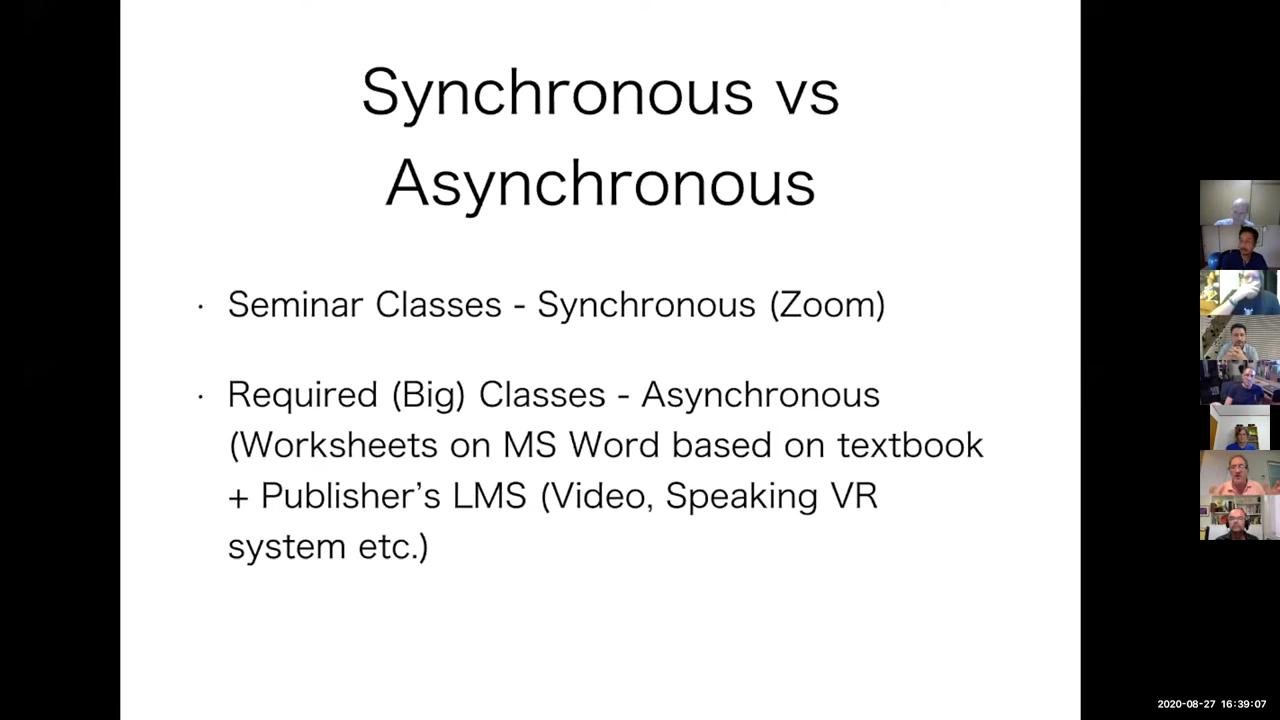 Synchronous vs
Asynchronous
· Seminar Classes - Synchronous (Zoom)
· Required (Big) Classes - Asynchronous
(Worksheets on MS Word based on textbook
+ Publisher’s LMS (Video, Speaking VR
system etc.)
2020-08-27 16:39:07